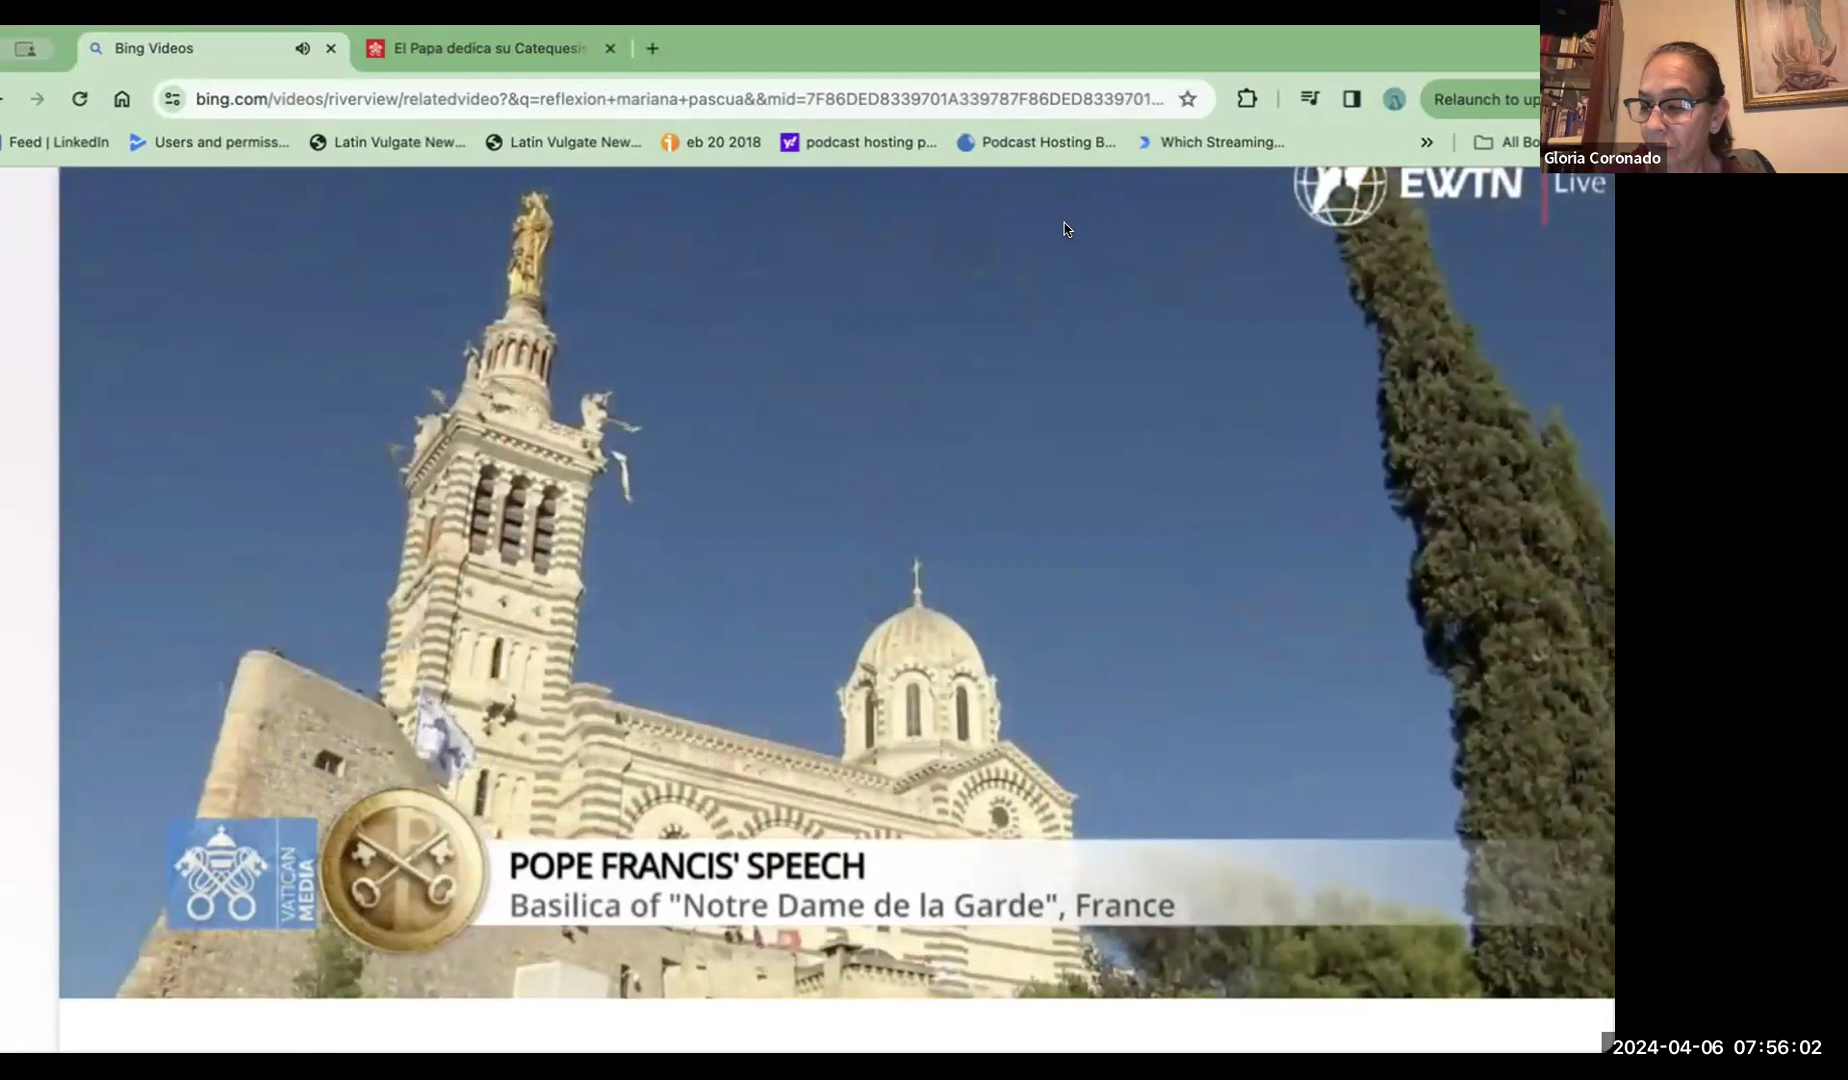 Bing Videos
El Papa dedica su Catequesis
bing.com/videos/riverview/relatedvideo?&q=reflexion+mariana+pascua&&mid=7F86DED8339701A339787F86DED8339701...
Relaunch to up
Feed | LinkedIn
Users and permiss...
Latin Vulgate New...
Latin Vulgate New...
eb 20 2018
podcast hosting p...
Podcast Hosting B...
Which Streaming...
All Bo
Gloria Coronado
EWTN Live
VATICAN
MEDIA
POPE FRANCIS' SPEECH
Basilica of "Notre Dame de la Garde", France
2024-04-06 07:56:02